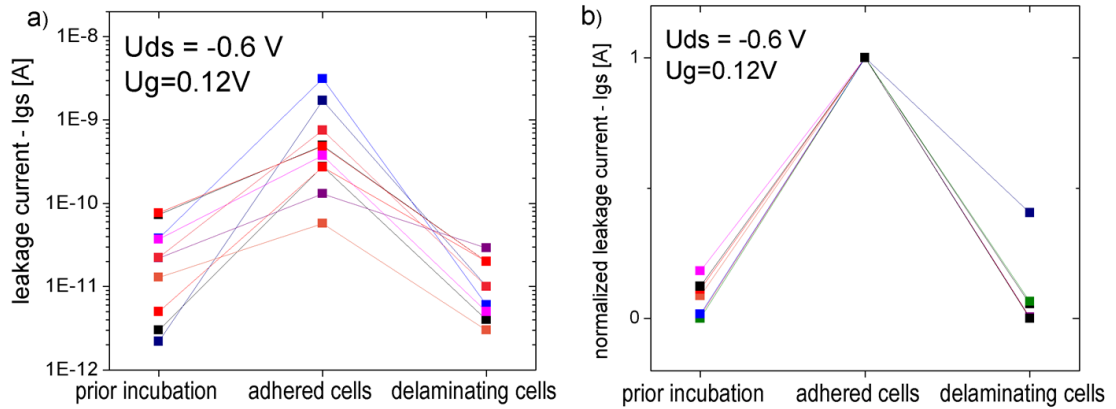 a)
Uds = -0.6 V
Ug=0.12V
leakage current - Igs [A]
1E-8
1E-9
1E-10
1E-11
1E-12
prior incubation adhered cells delaminating cells
b)
Uds = -0.6 V
Ug=0.12V
normalized leakage current - Igs [A]
1
0
prior incubation adhered cells delaminating cells